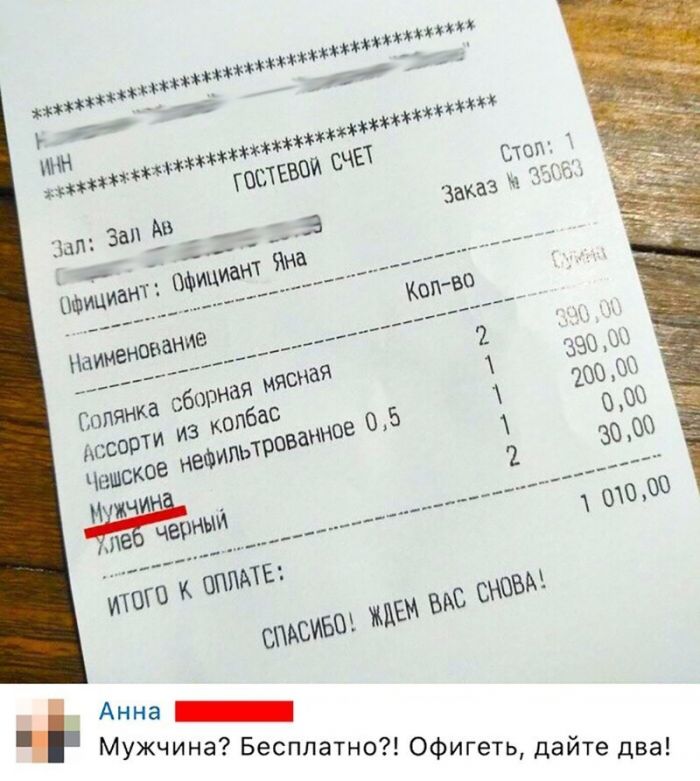 ******************************************
ИНН
******************************************
ГОСТЕВОЙ СЧЕТ
Зал: Зал Ав Стол: 1
Заказ № 35063
Официант: Официант Яна
Наименование Кол-во Сумма
Солянка сборная мясная 2 390,00
Ассорти из колбас 1 390,00
Чешское нефильтрованное 0,5 1 200,00
Мужчина 1 0,00
Хлеб черный 2 30,00
ИТОГО К ОПЛАТЕ: 1 010,00
СПАСИБО! ЖДЕМ ВАС СНОВА!
Анна
Мужчина? Бесплатно?! Офигеть, дайте два!